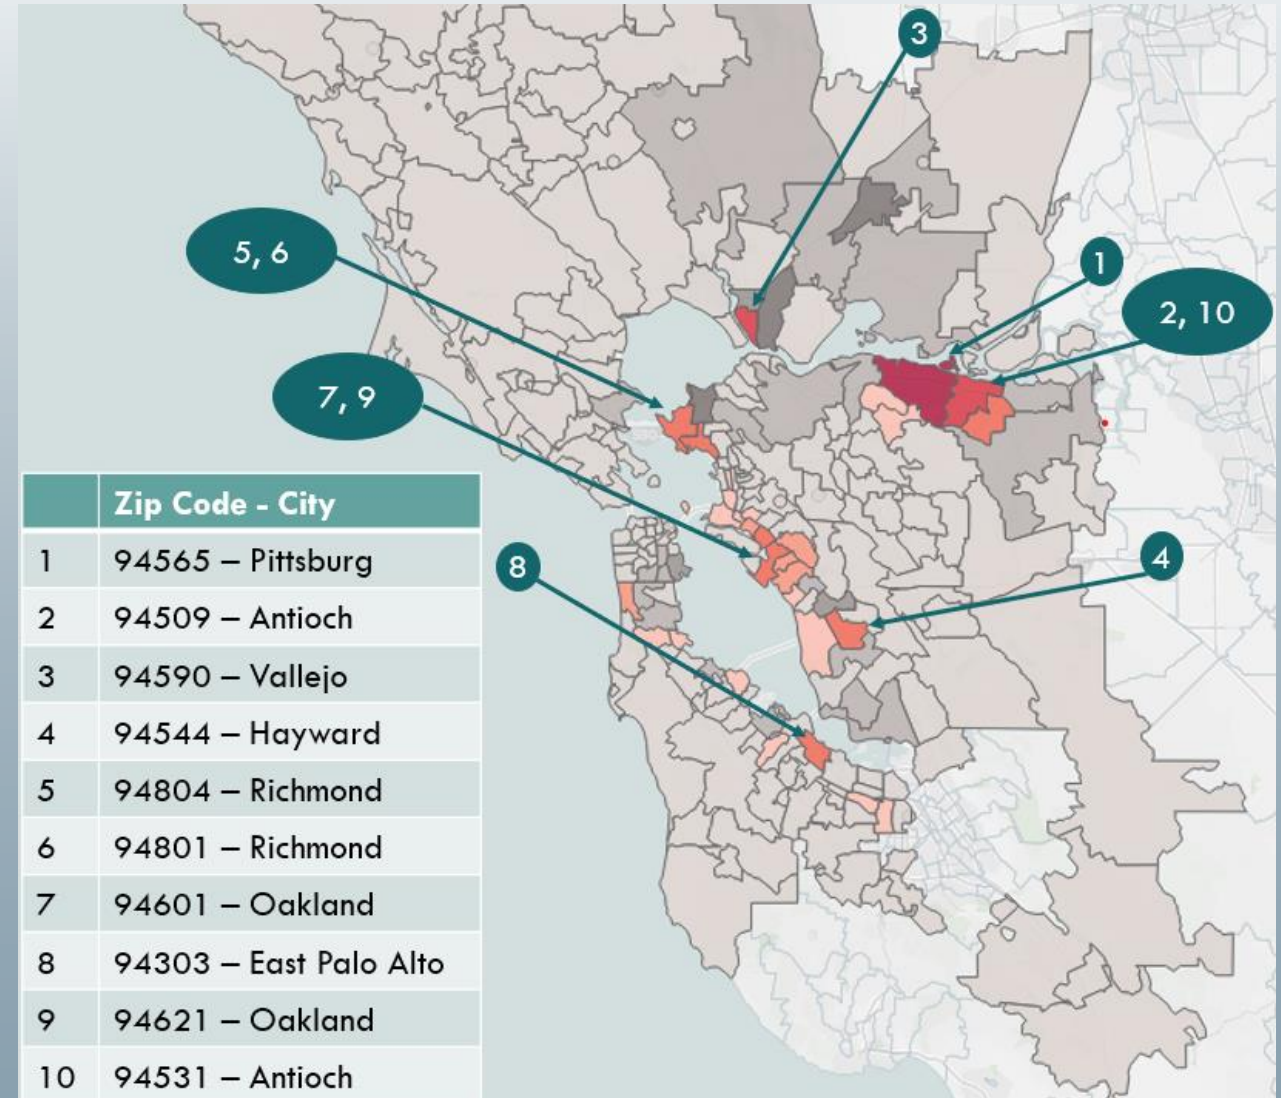 3
5, 6
1
2, 10
7, 9
4
8
Zip Code - City
1 94565 – Pittsburg
2 94509 – Antioch
3 94590 – Vallejo
4 94544 – Hayward
5 94804 – Richmond
6 94801 – Richmond
7 94601 – Oakland
8 94303 – East Palo Alto
9 94621 – Oakland
10 94531 – Antioch